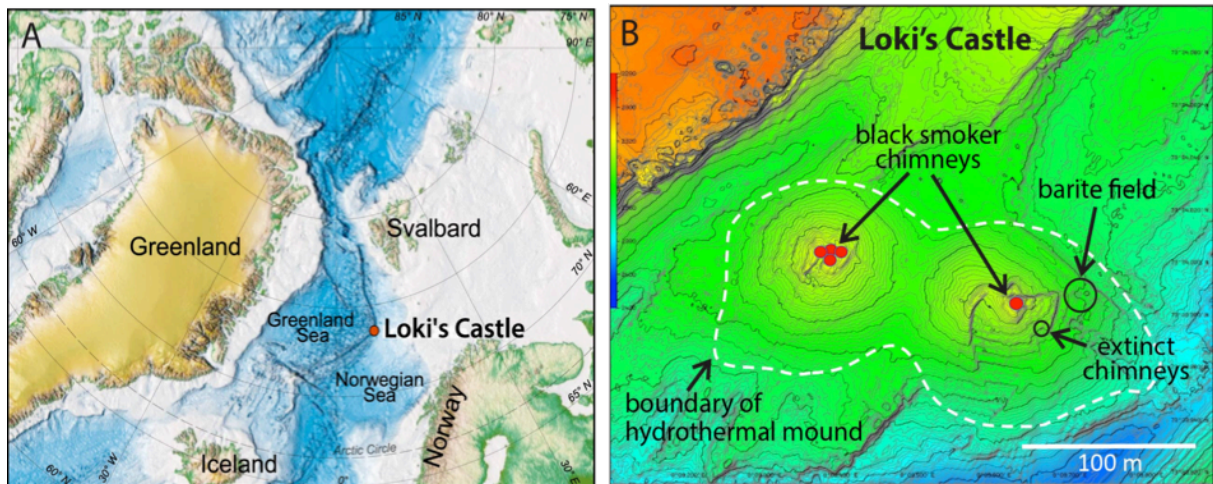 A
85° N
80° N
75° N
90° E
60° E
60° W
Greenland
Svalbard
70° N
Greenland
Sea
Loki's Castle
Norwegian
Sea
65° N
Norway
Arctic Circle
Iceland
60° W
30° W
0°
30° E
B
Loki's Castle
black smoker
chimneys
barite field
extinct
chimneys
boundary of
hydrothermal mound
100 m